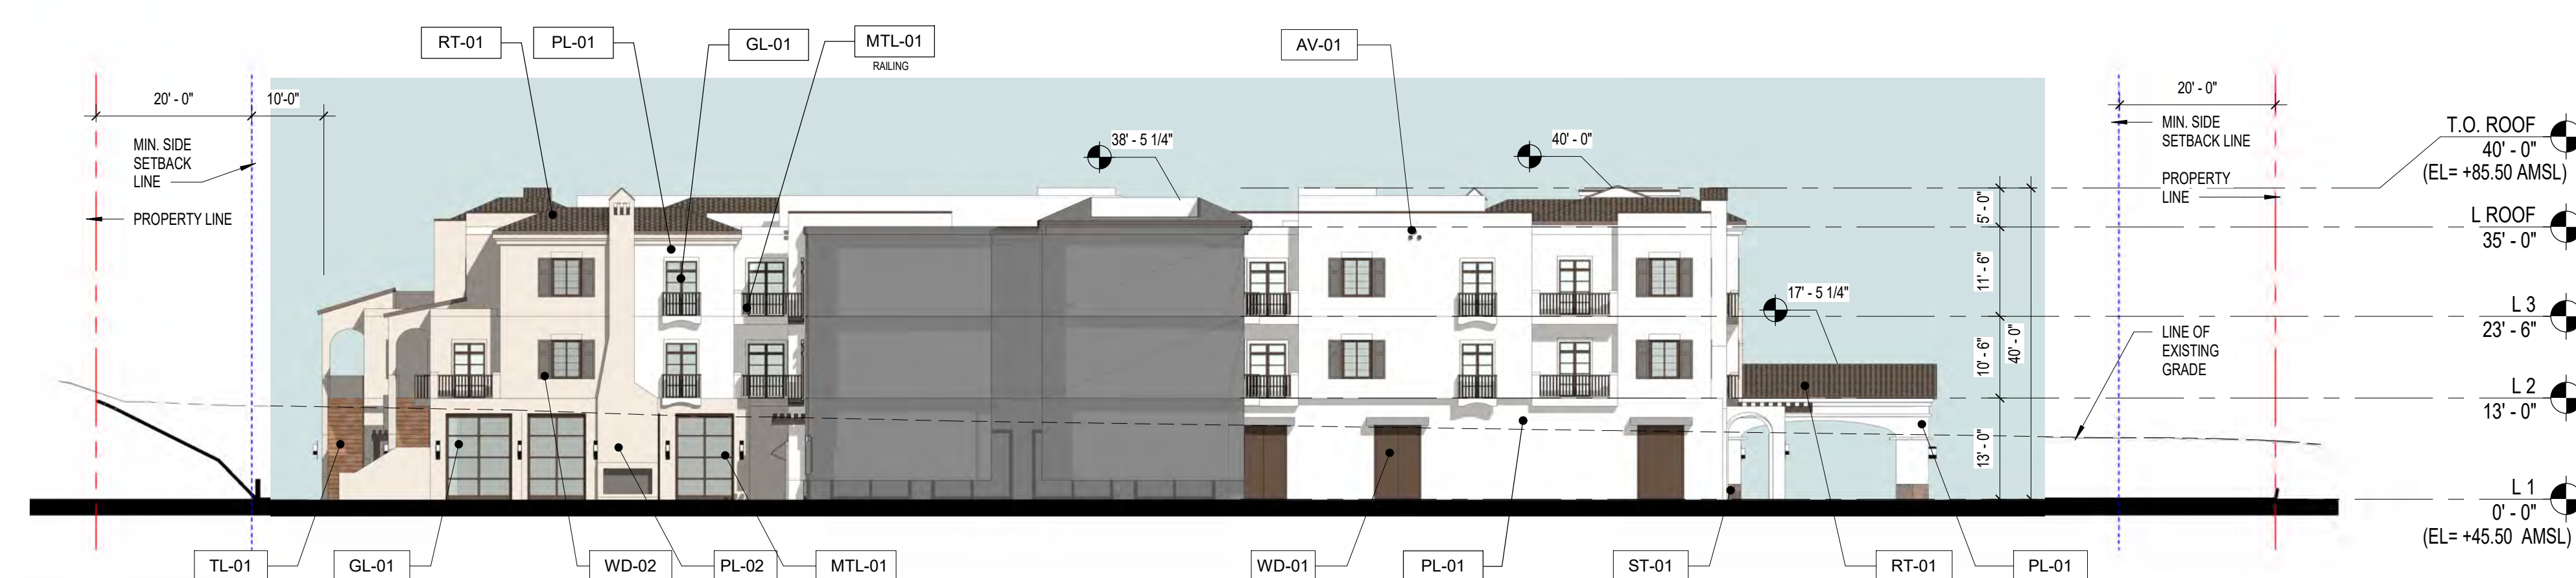 RT-01
PL-01
GL-01
MTL-01
RAILING
AV-01
20' - 0"
10'-0"
MIN. SIDE
SETBACK
LINE
PROPERTY LINE
38' - 5 1/4"
40' - 0"
17' - 5 1/4"
5' - 0"
11' - 6"
10' - 6"
13' - 0"
40' - 0"
20' - 0"
MIN. SIDE
SETBACK LINE
PROPERTY
LINE
LINE OF
EXISTING
GRADE
T.O. ROOF
40' - 0"
(EL= +85.50 AMSL)
L ROOF
35' - 0"
L 3
23' - 6"
L 2
13' - 0"
L 1
0' - 0"
(EL= +45.50 AMSL)
TL-01
GL-01
WD-02
PL-02
MTL-01
WD-01
PL-01
ST-01
RT-01
PL-01